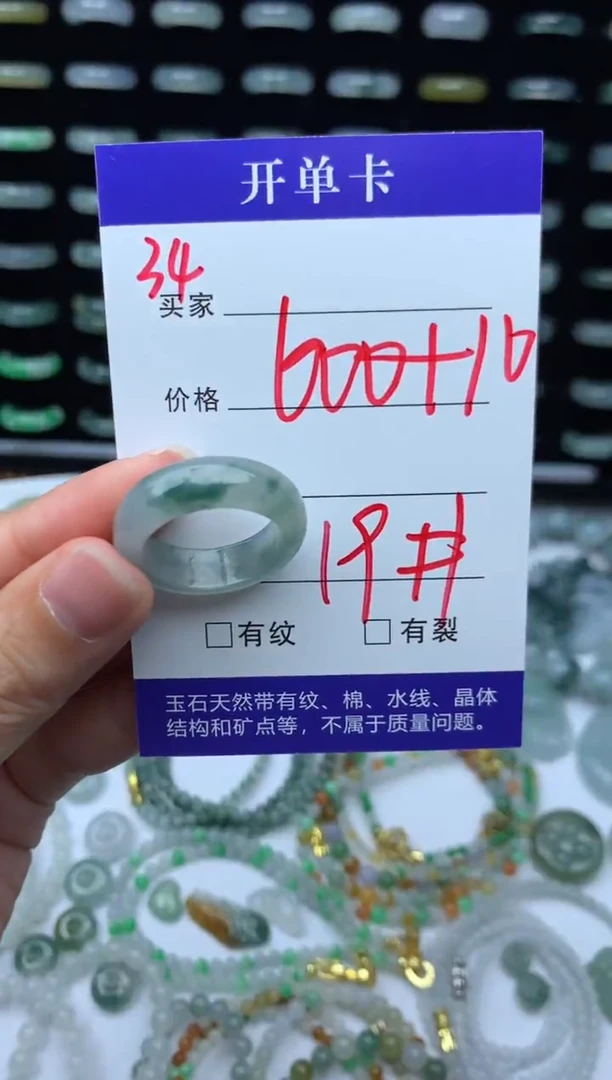 开单卡
34
买家
价格 600+10
19#
□有纹 □有裂
玉石天然带有纹、棉、水线、晶体
结构和矿点等，不属于质量问题。